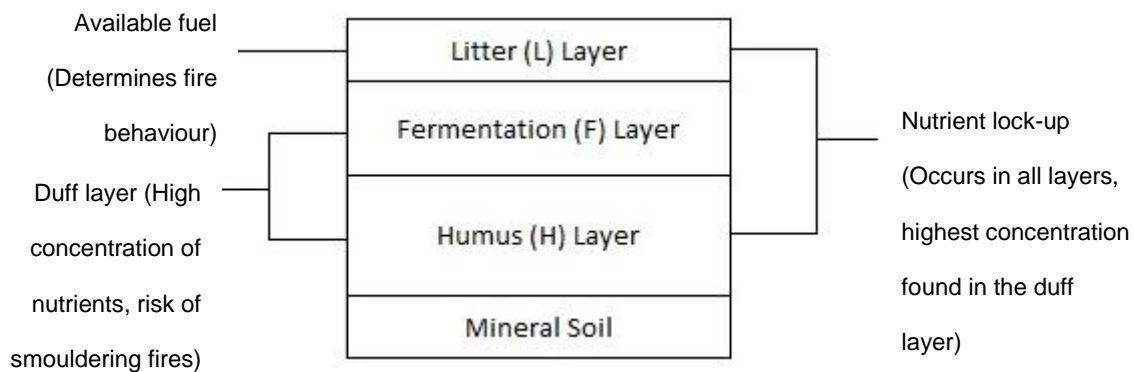 Available fuel
(Determines fire
behaviour)
Duff layer (High
concentration of
nutrients, risk of
smouldering fires)
Litter (L) Layer
Fermentation (F) Layer
Humus (H) Layer
Mineral Soil
Nutrient lock-up
(Occurs in all layers,
highest concentration
found in the duff
layer)